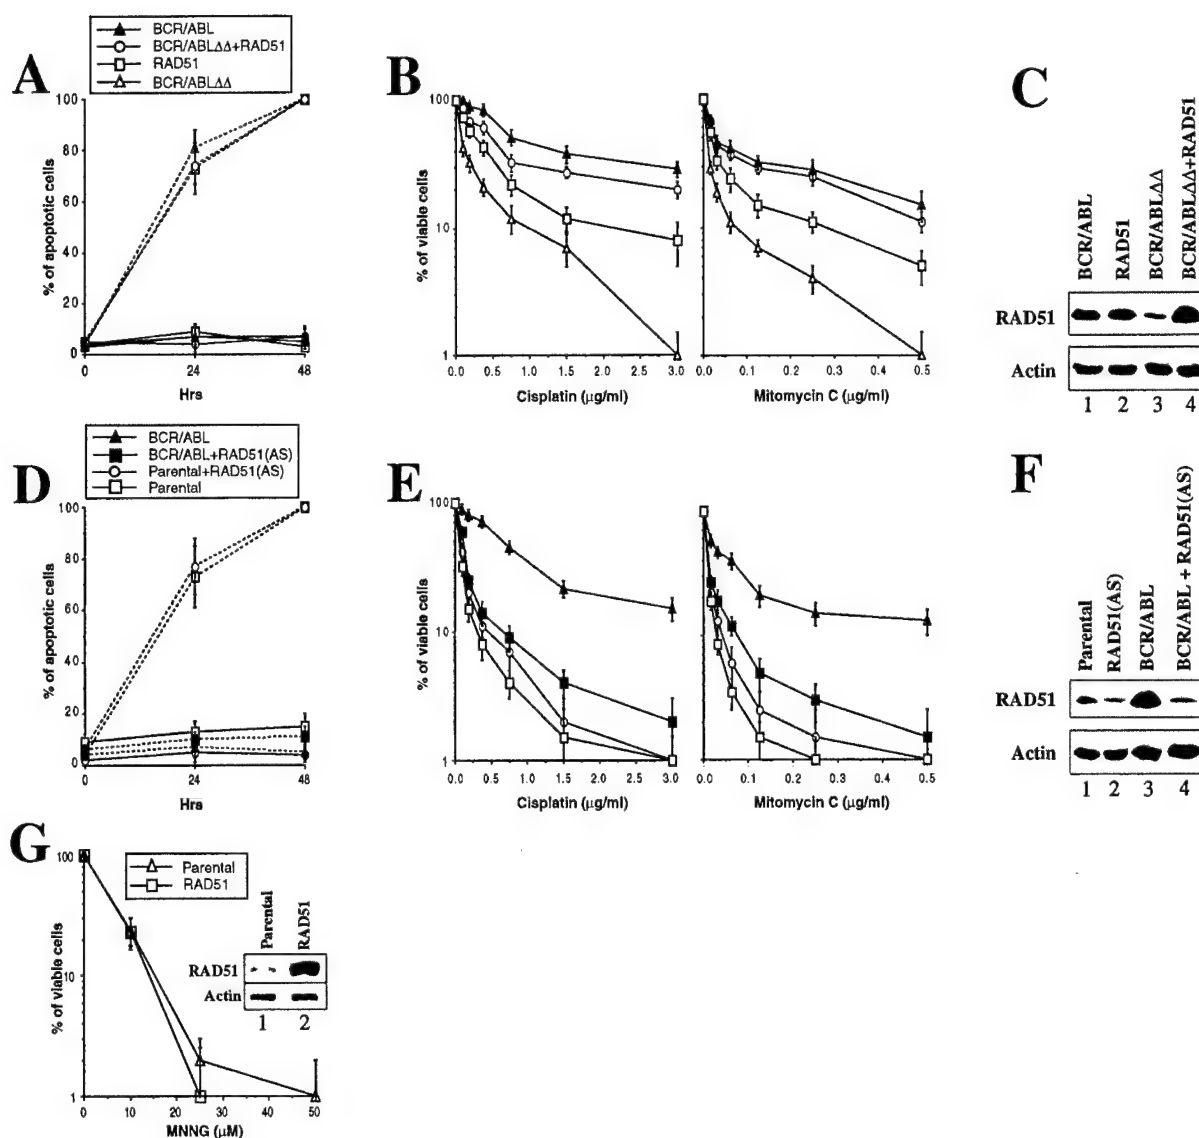 A
BCR/ABL
BCR/ABLΔΔ+RAD51
RAD51
BCR/ABLΔΔ
% of apoptotic cells
100
80
60
40
20
0
0 24 48
Hrs
B
% of viable cells
100
10
1
0.0 0.5 1.0 1.5 2.0 2.5 3.0
Cisplatin (μg/ml)
0.0 0.1 0.2 0.3 0.4 0.5
Mitomycin C (μg/ml)
C
BCR/ABL
RAD51
BCR/ABLΔΔ
BCR/ABLΔΔ+RAD51
RAD51
Actin
1 2 3 4
D
BCR/ABL
BCR/ABL+RAD51(AS)
Parental+RAD51(AS)
Parental
% of apoptotic cells
100
80
60
40
20
0
0 24 48
Hrs
E
% of viable cells
100
10
1
0.0 0.5 1.0 1.5 2.0 2.5 3.0
Cisplatin (μg/ml)
0.0 0.1 0.2 0.3 0.4 0.5
Mitomycin C (μg/ml)
F
Parental
RAD51(AS)
BCR/ABL
BCR/ABL + RAD51(AS)
RAD51
Actin
1 2 3 4
G
Parental
RAD51
% of viable cells
100
10
1
0 10 20 30 40 50
MNNG (μM)
Parental
RAD51
RAD51
Actin
1 2